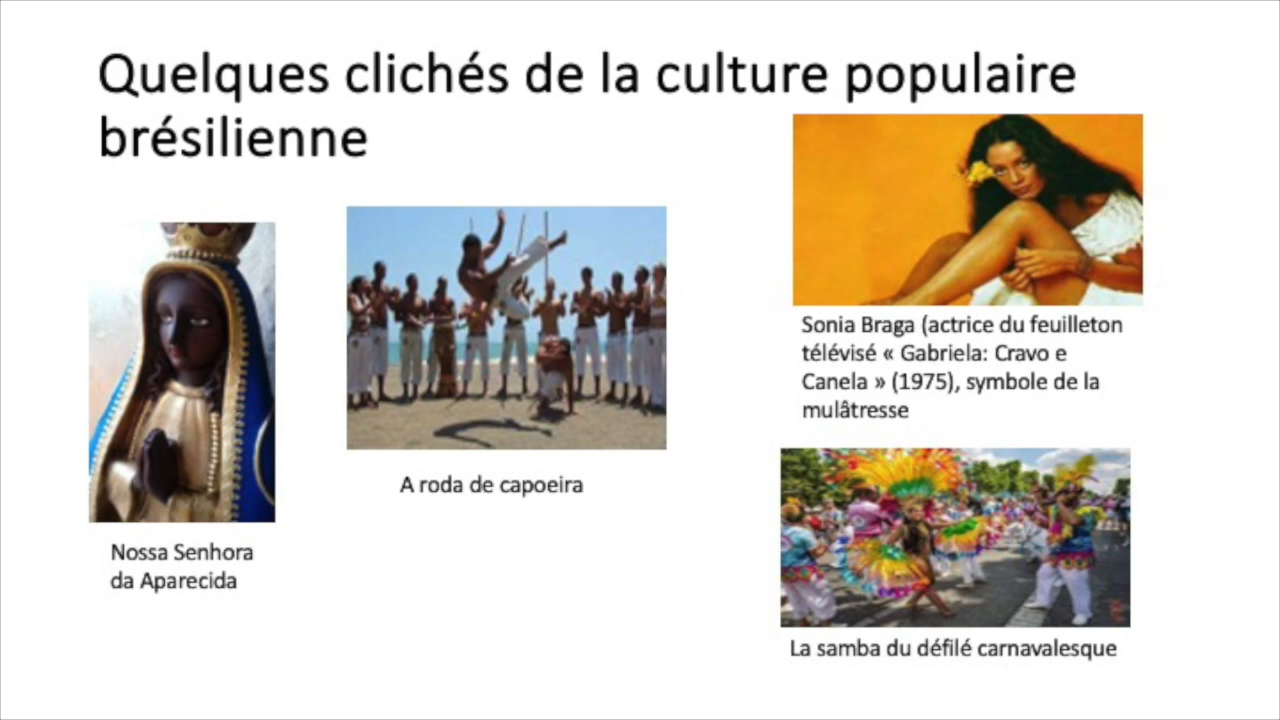 Quelques clichés de la culture populaire
brésilienne
Sonia Braga (actrice du feuilleton
télévisé « Gabriela: Cravo e
Canela » (1975), symbole de la
mulâtresse
A roda de capoeira
Nossa Senhora
da Aparecida
La samba du défilé carnavalesque